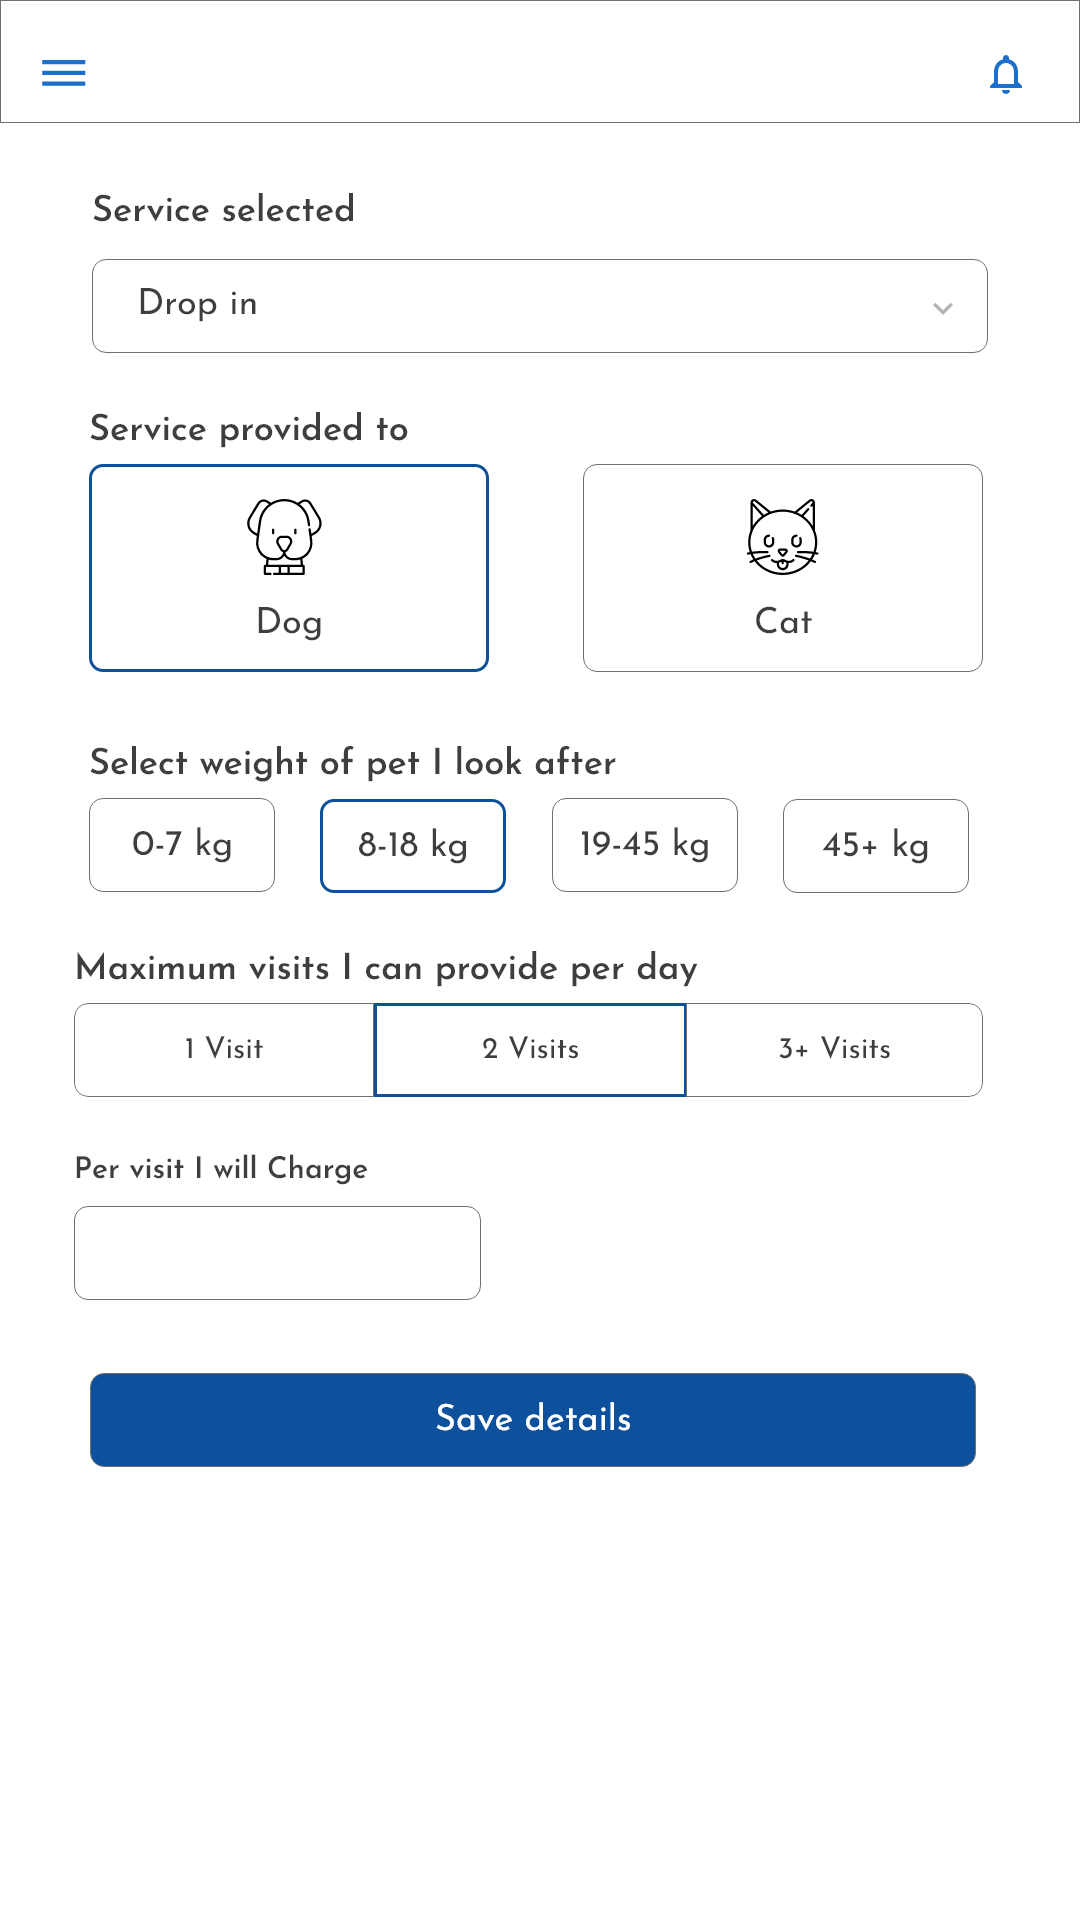 Service selected
Drop in
Service provided to
Dog
Cat
Select weight of pet I look after
0-7 kg
8-18 kg
19-45 kg
45+ kg
Maximum visits I can provide per day
1 Visit
2 Visits
3+ Visits
Per visit I will Charge
Save details